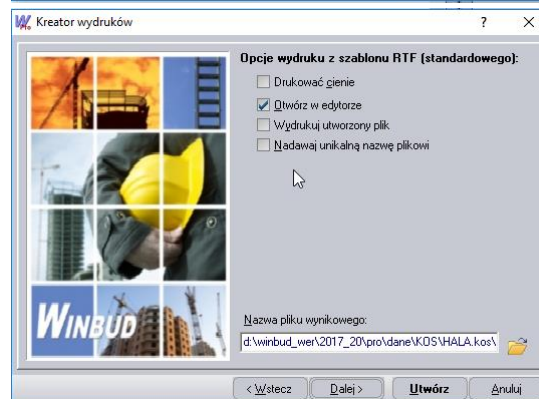 Kreator wydruków
?
X
Opcje wydruku z szablonu RTF (standardowego):
Drukować cienie
Otwórz w edytorze
Wydrukuj utworzony plik
Nadawaj unikalną nazwę plikowi
WINBUD
Nazwa pliku wynikowego:
d:\winbud_wer\2017_20\pro\dane\KOS\HALA.kos\
< Wstecz
Dalej >
Utwórz
Anuluj